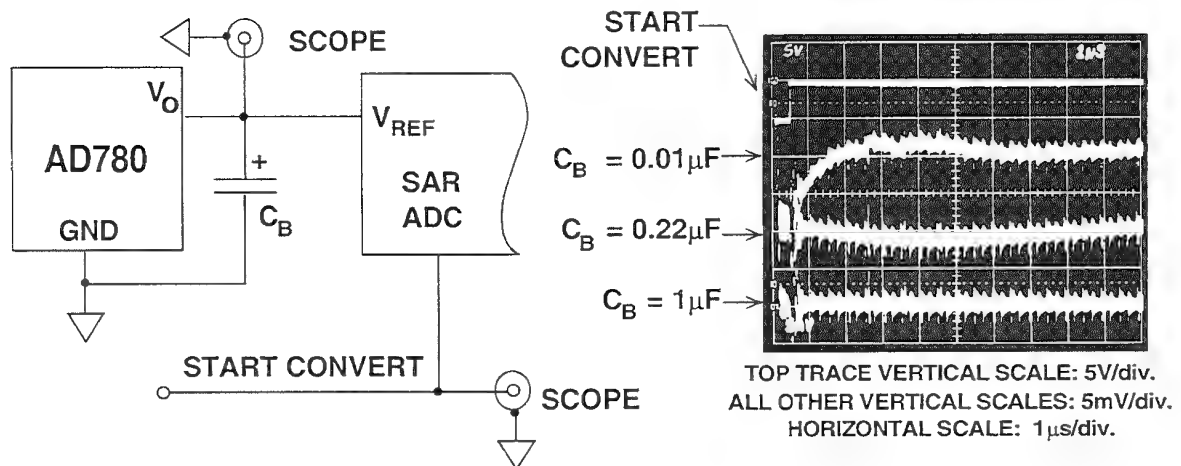 SCOPE
AD780
V_O
GND
+
C_B
V_REF
SAR
ADC
START CONVERT
SCOPE
START
CONVERT
5V
1µS
C_B = 0.01µF
C_B = 0.22µF
C_B = 1µF
TOP TRACE VERTICAL SCALE: 5V/div.
ALL OTHER VERTICAL SCALES: 5mV/div.
HORIZONTAL SCALE: 1µs/div.